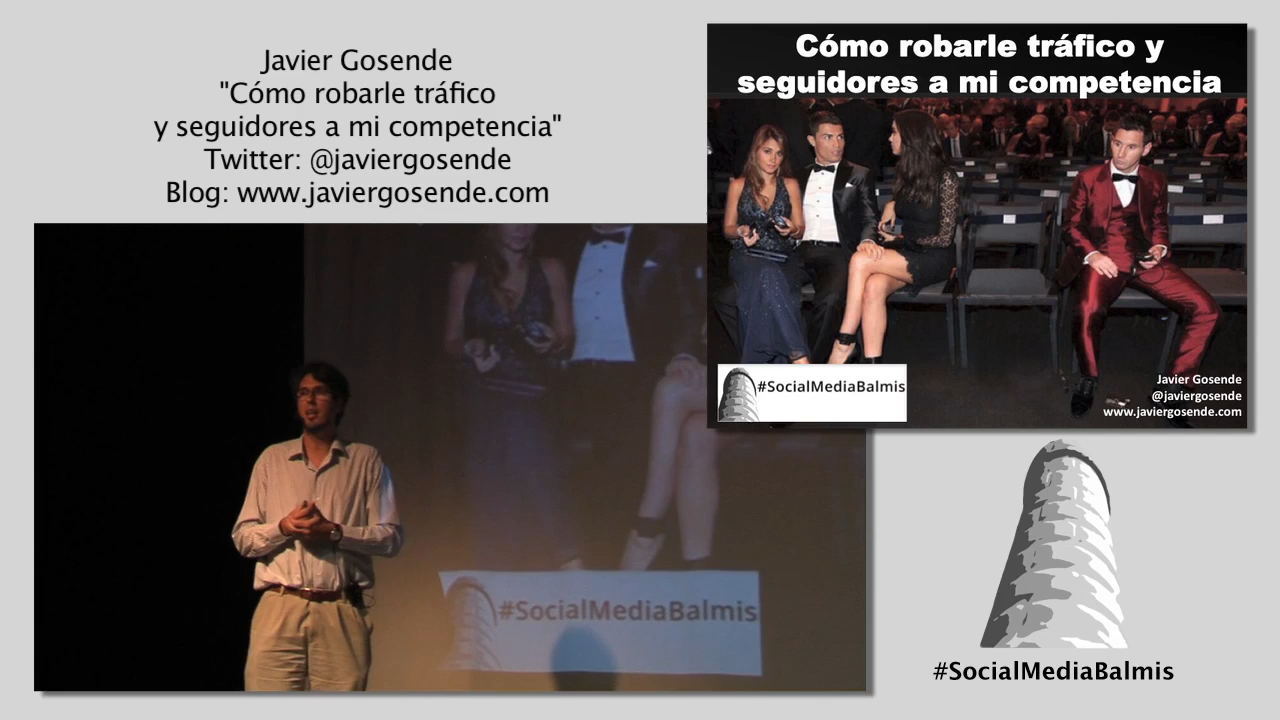 Javier Gosende
"Cómo robarle tráfico
y seguidores a mi competencia"
Twitter: @javiergosende
Blog: www.javiergosende.com
Cómo robarle tráfico y
seguidores a mi competencia
#SocialMediaBalmis
Javier Gosende
@javiergosende
www.javiergosende.com
#SocialMediaBalmis
#SocialMediaBalmis